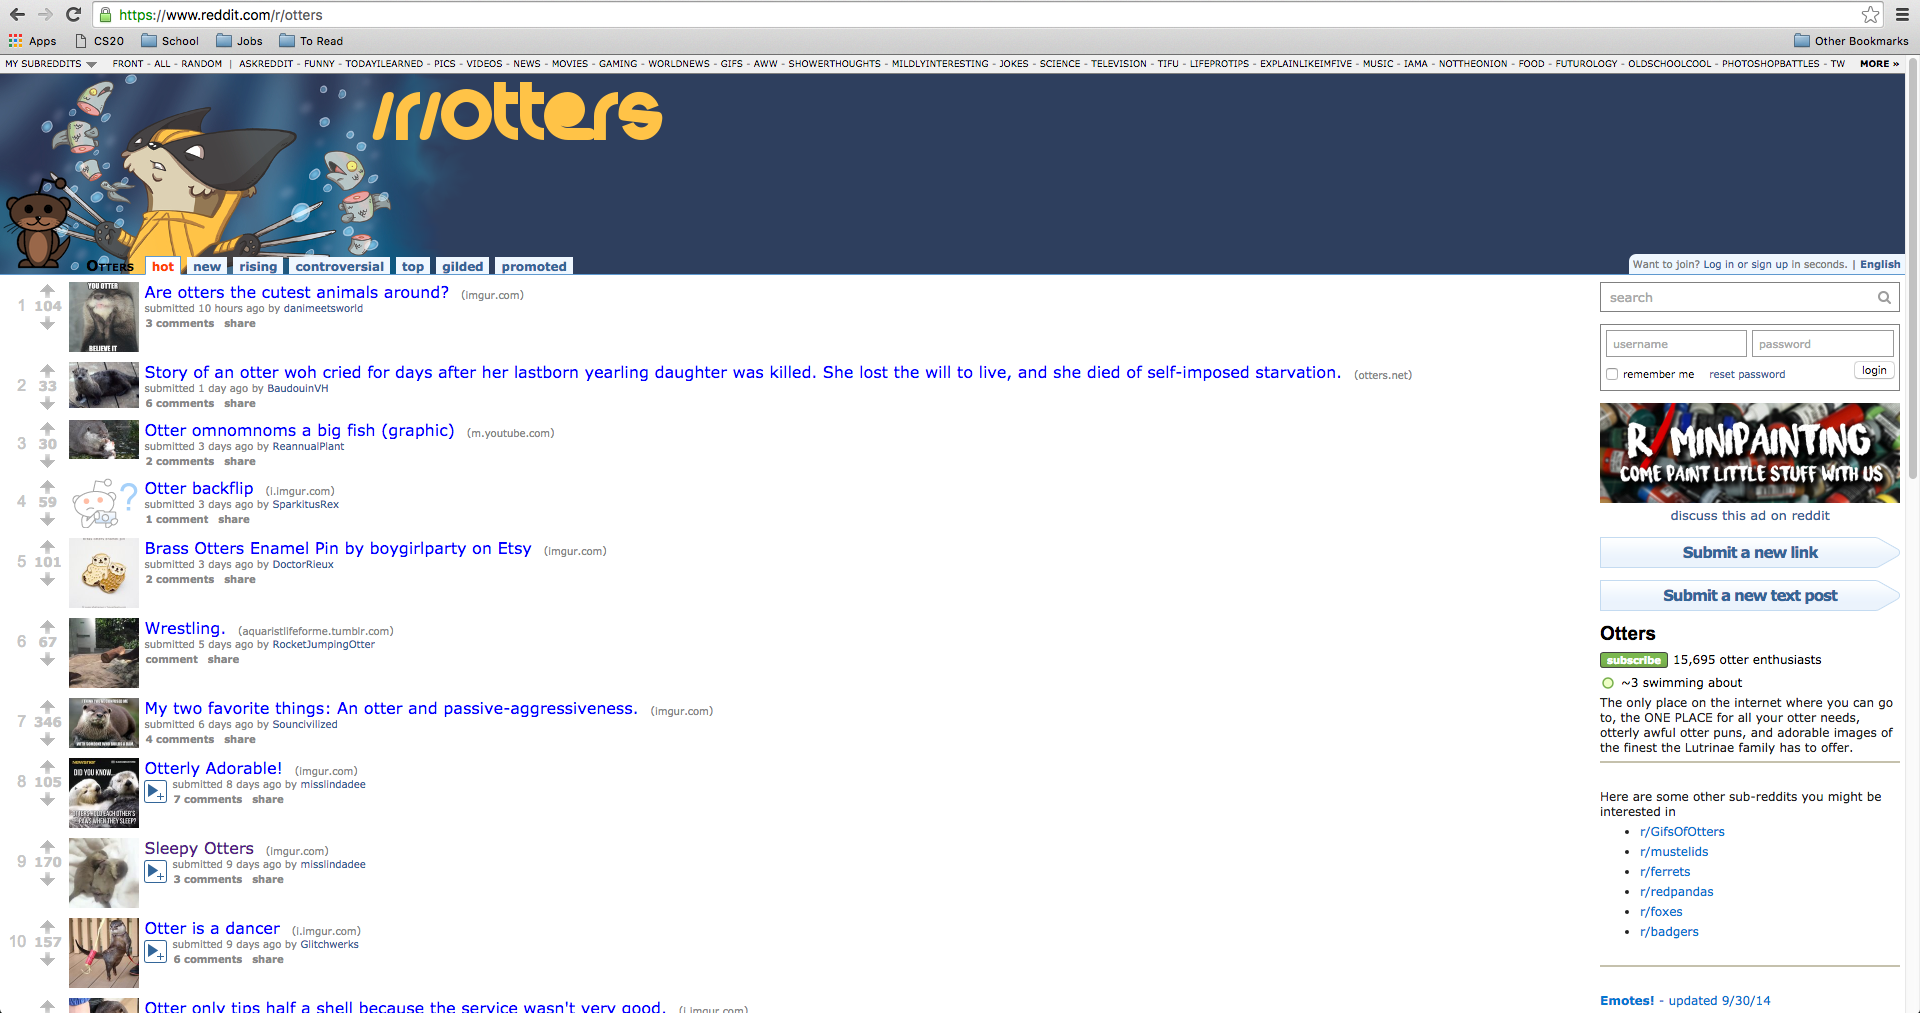 https://www.reddit.com/r/otters
Apps CS20 School Jobs To Read Other Bookmarks
MY SUBREDDITS FRONT - ALL - RANDOM | ASKREDDIT - FUNNY - TODAYILEARNED - PICS - VIDEOS - NEWS - MOVIES - GAMING - WORLDNEWS - GIFS - AWW - SHOWERTHOUGHTS - MILDLYINTERESTING - JOKES - SCIENCE - TELEVISION - TIFU - LIFEPROTIPS - EXPLAINLIKEIMFIVE - MUSIC - IAMA - NOTTHEONION - FOOD - FUTUROLOGY - OLDSCHOOLCOOL - PHOTOSHOPBATTLES - TW MORE »
/r/otters
OTTERS hot new rising controversial top gilded promoted
Want to join? Log in or sign up in seconds. | English
1 104
YOU OTTER
BELIEVE IT
Are otters the cutest animals around? (imgur.com)
submitted 10 hours ago by danimeetsworld
3 comments share
2 33
Story of an otter woh cried for days after her lastborn yearling daughter was killed. She lost the will to live, and she died of self-imposed starvation. (otters.net)
submitted 1 day ago by BaudouinVH
6 comments share
3 30
Otter omnomnoms a big fish (graphic) (m.youtube.com)
submitted 3 days ago by ReannualPlant
2 comments share
4 59
?
Otter backflip (i.imgur.com)
submitted 3 days ago by SparkitusRex
1 comment share
5 101
Brass Otters Enamel Pin by boygirlparty on Etsy (imgur.com)
submitted 3 days ago by DoctorRieux
2 comments share
6 67
Wrestling. (aquaristlifeforme.tumblr.com)
submitted 5 days ago by RocketJumpingOtter
comment share
7 346
My two favorite things: An otter and passive-aggressiveness. (imgur.com)
submitted 6 days ago by Souncivilized
4 comments share
8 105
DID YOU KNOW...
OTTERS HOLD EACH OTHER'S
PAWS WHEN THEY SLEEP?
Otterly Adorable! (imgur.com)
submitted 8 days ago by misslindadee
7 comments share
9 170
Sleepy Otters (imgur.com)
submitted 9 days ago by misslindadee
3 comments share
10 157
Otter is a dancer (i.imgur.com)
submitted 9 days ago by Glitchwerks
6 comments share
Otter only tips half a shell because the service wasn't very good. (i.imgur.com)
search
username password
remember me reset password login
R MINIPAINTING
COME PAINT LITTLE STUFF WITH US
discuss this ad on reddit
Submit a new link
Submit a new text post
Otters
subscribe 15,695 otter enthusiasts
~3 swimming about
The only place on the internet where you can go
to, the ONE PLACE for all your otter needs,
otterly awful otter puns, and adorable images of
the finest the Lutrinae family has to offer.
Here are some other sub-reddits you might be
interested in
• r/GifsOfOtters
• r/mustelids
• r/ferrets
• r/redpandas
• r/foxes
• r/badgers
Emotes! - updated 9/30/14